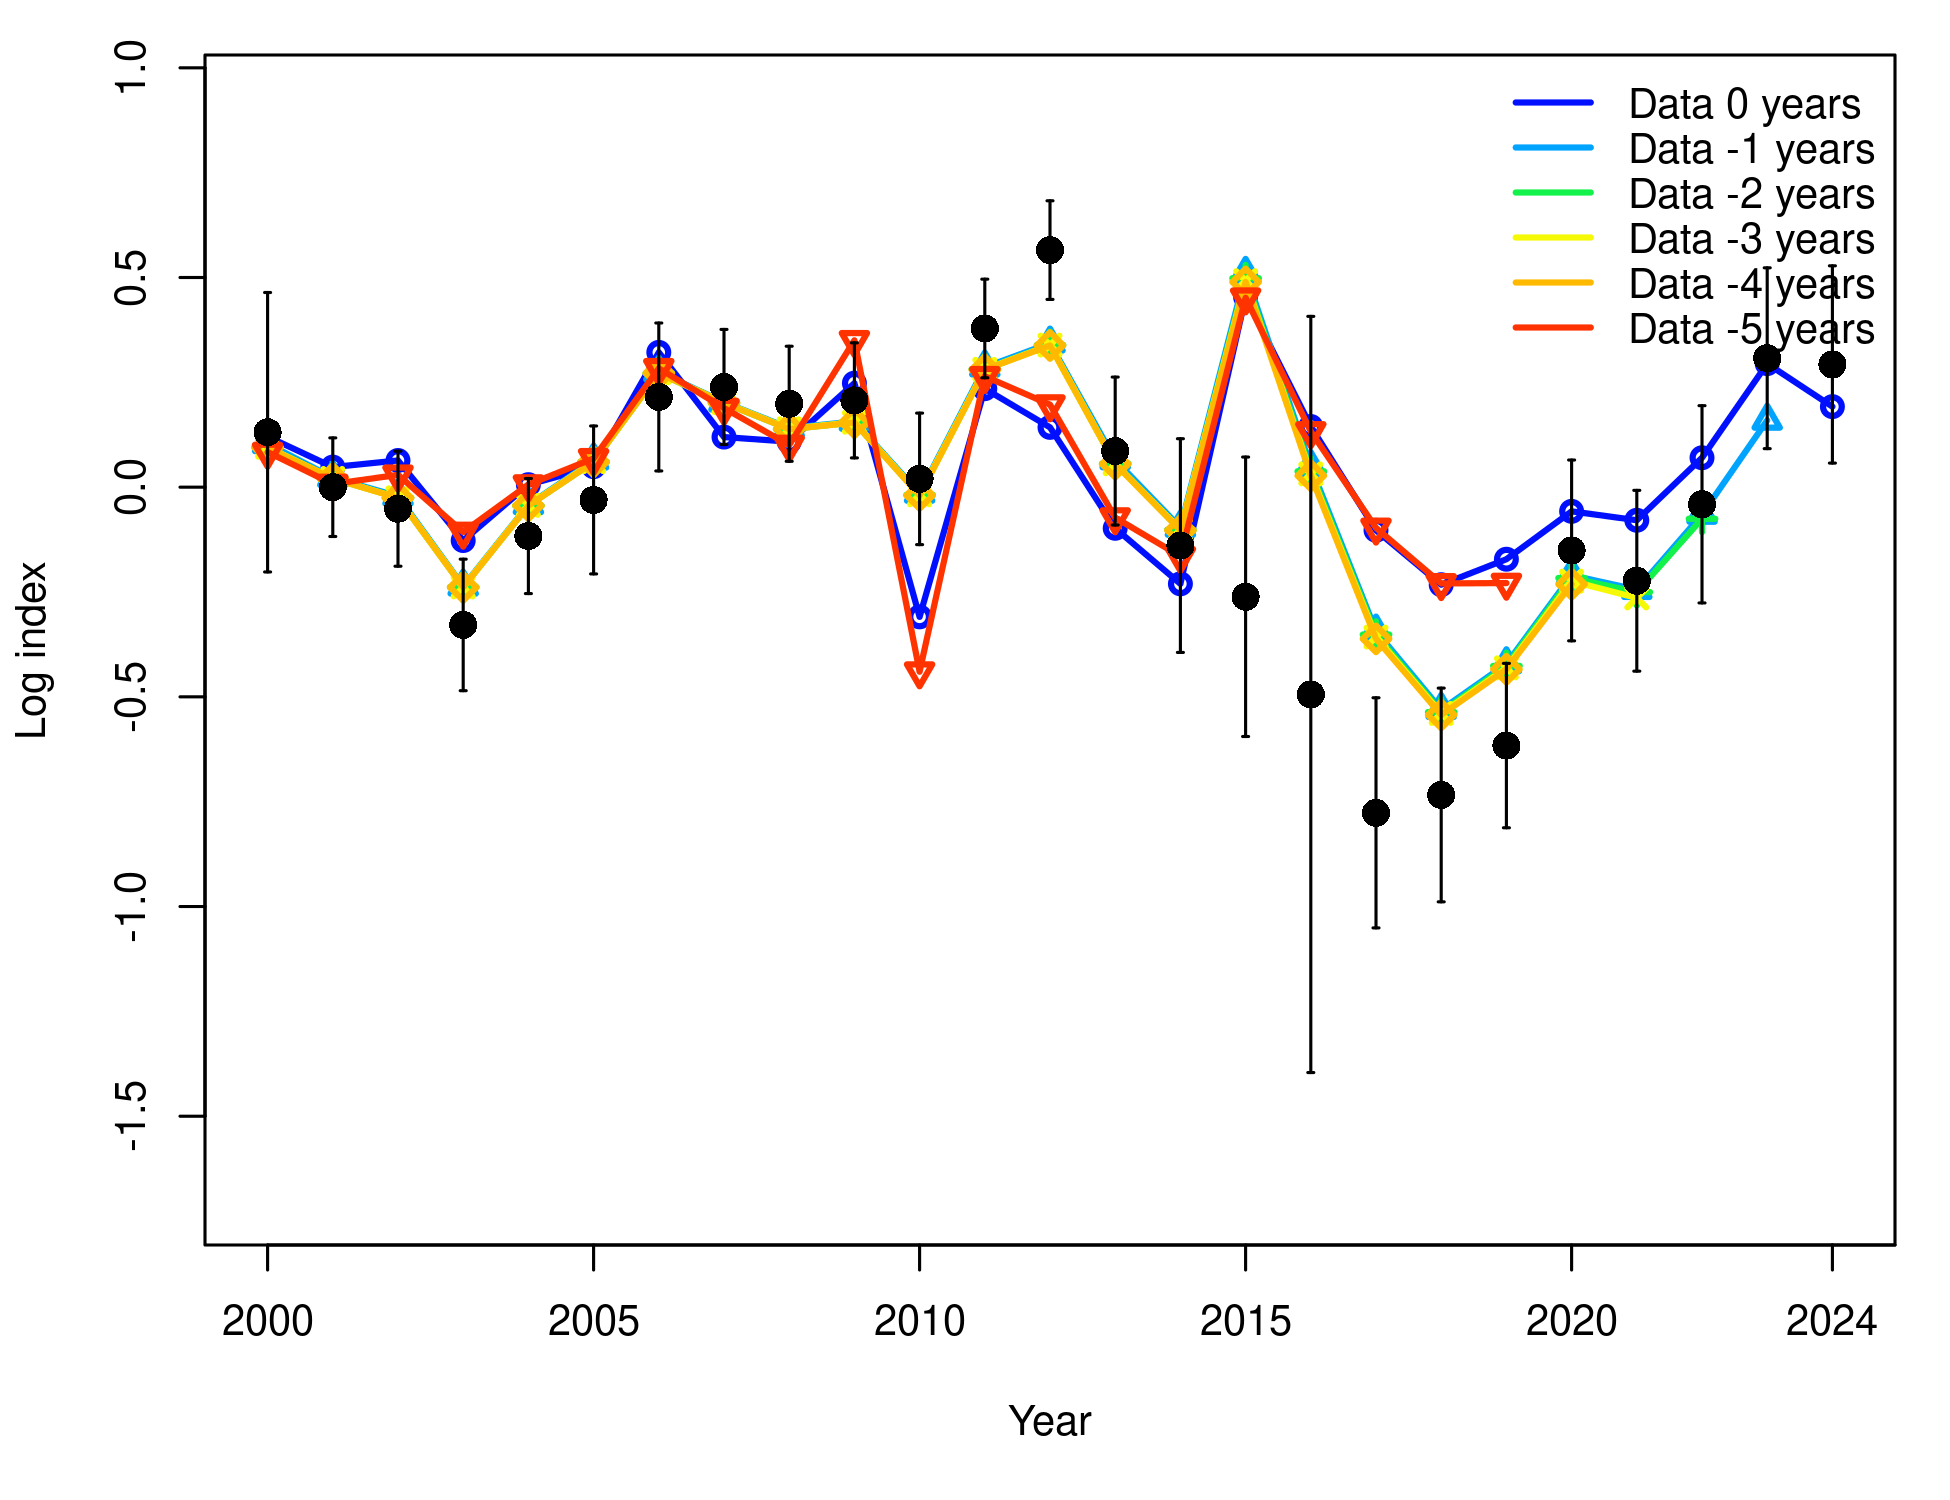 1.0
0.5
0.0
-0.5
-1.0
-1.5
Log index
Data 0 years
Data -1 years
Data -2 years
Data -3 years
Data -4 years
Data -5 years
2000 2005 2010 2015 2020 2024
Year